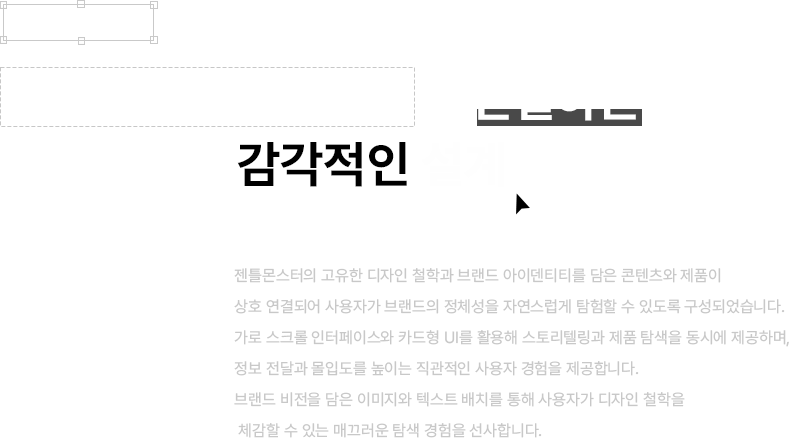 감각적인
젠틀몬스터의 고유한 디자인 철학과 브랜드 아이덴티티를 담은 콘텐츠와 제품이
상호 연결되어 사용자가 브랜드의 정체성을 자연스럽게 탐험할 수 있도록 구성되었습니다.
가로 스크롤 인터페이스와 카드형 UI를 활용해 스토리텔링과 제품 탐색을 동시에 제공하며,
정보 전달과 몰입도를 높이는 직관적인 사용자 경험을 제공합니다.
브랜드 비전을 담은 이미지와 텍스트 배치를 통해 사용자가 디자인 철학을
체감할 수 있는 매끄러운 탐색 경험을 선사합니다.